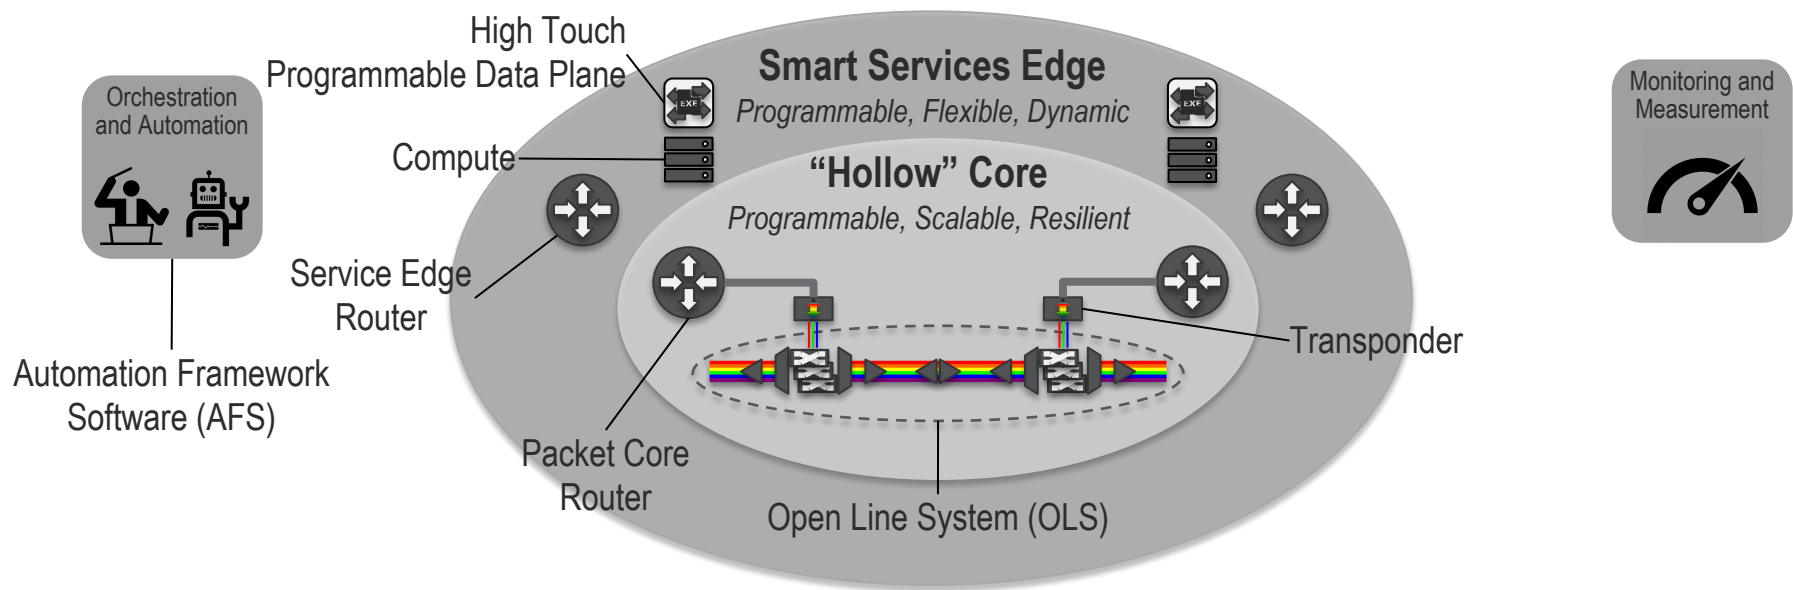 High Touch
Programmable Data Plane
Smart Services Edge
Programmable, Flexible, Dynamic
Orchestration
and Automation
Monitoring and
Measurement
EXE
EXE
Compute
“Hollow” Core
Programmable, Scalable, Resilient
Service Edge
Router
Transponder
Automation Framework
Software (AFS)
Packet Core
Router
Open Line System (OLS)